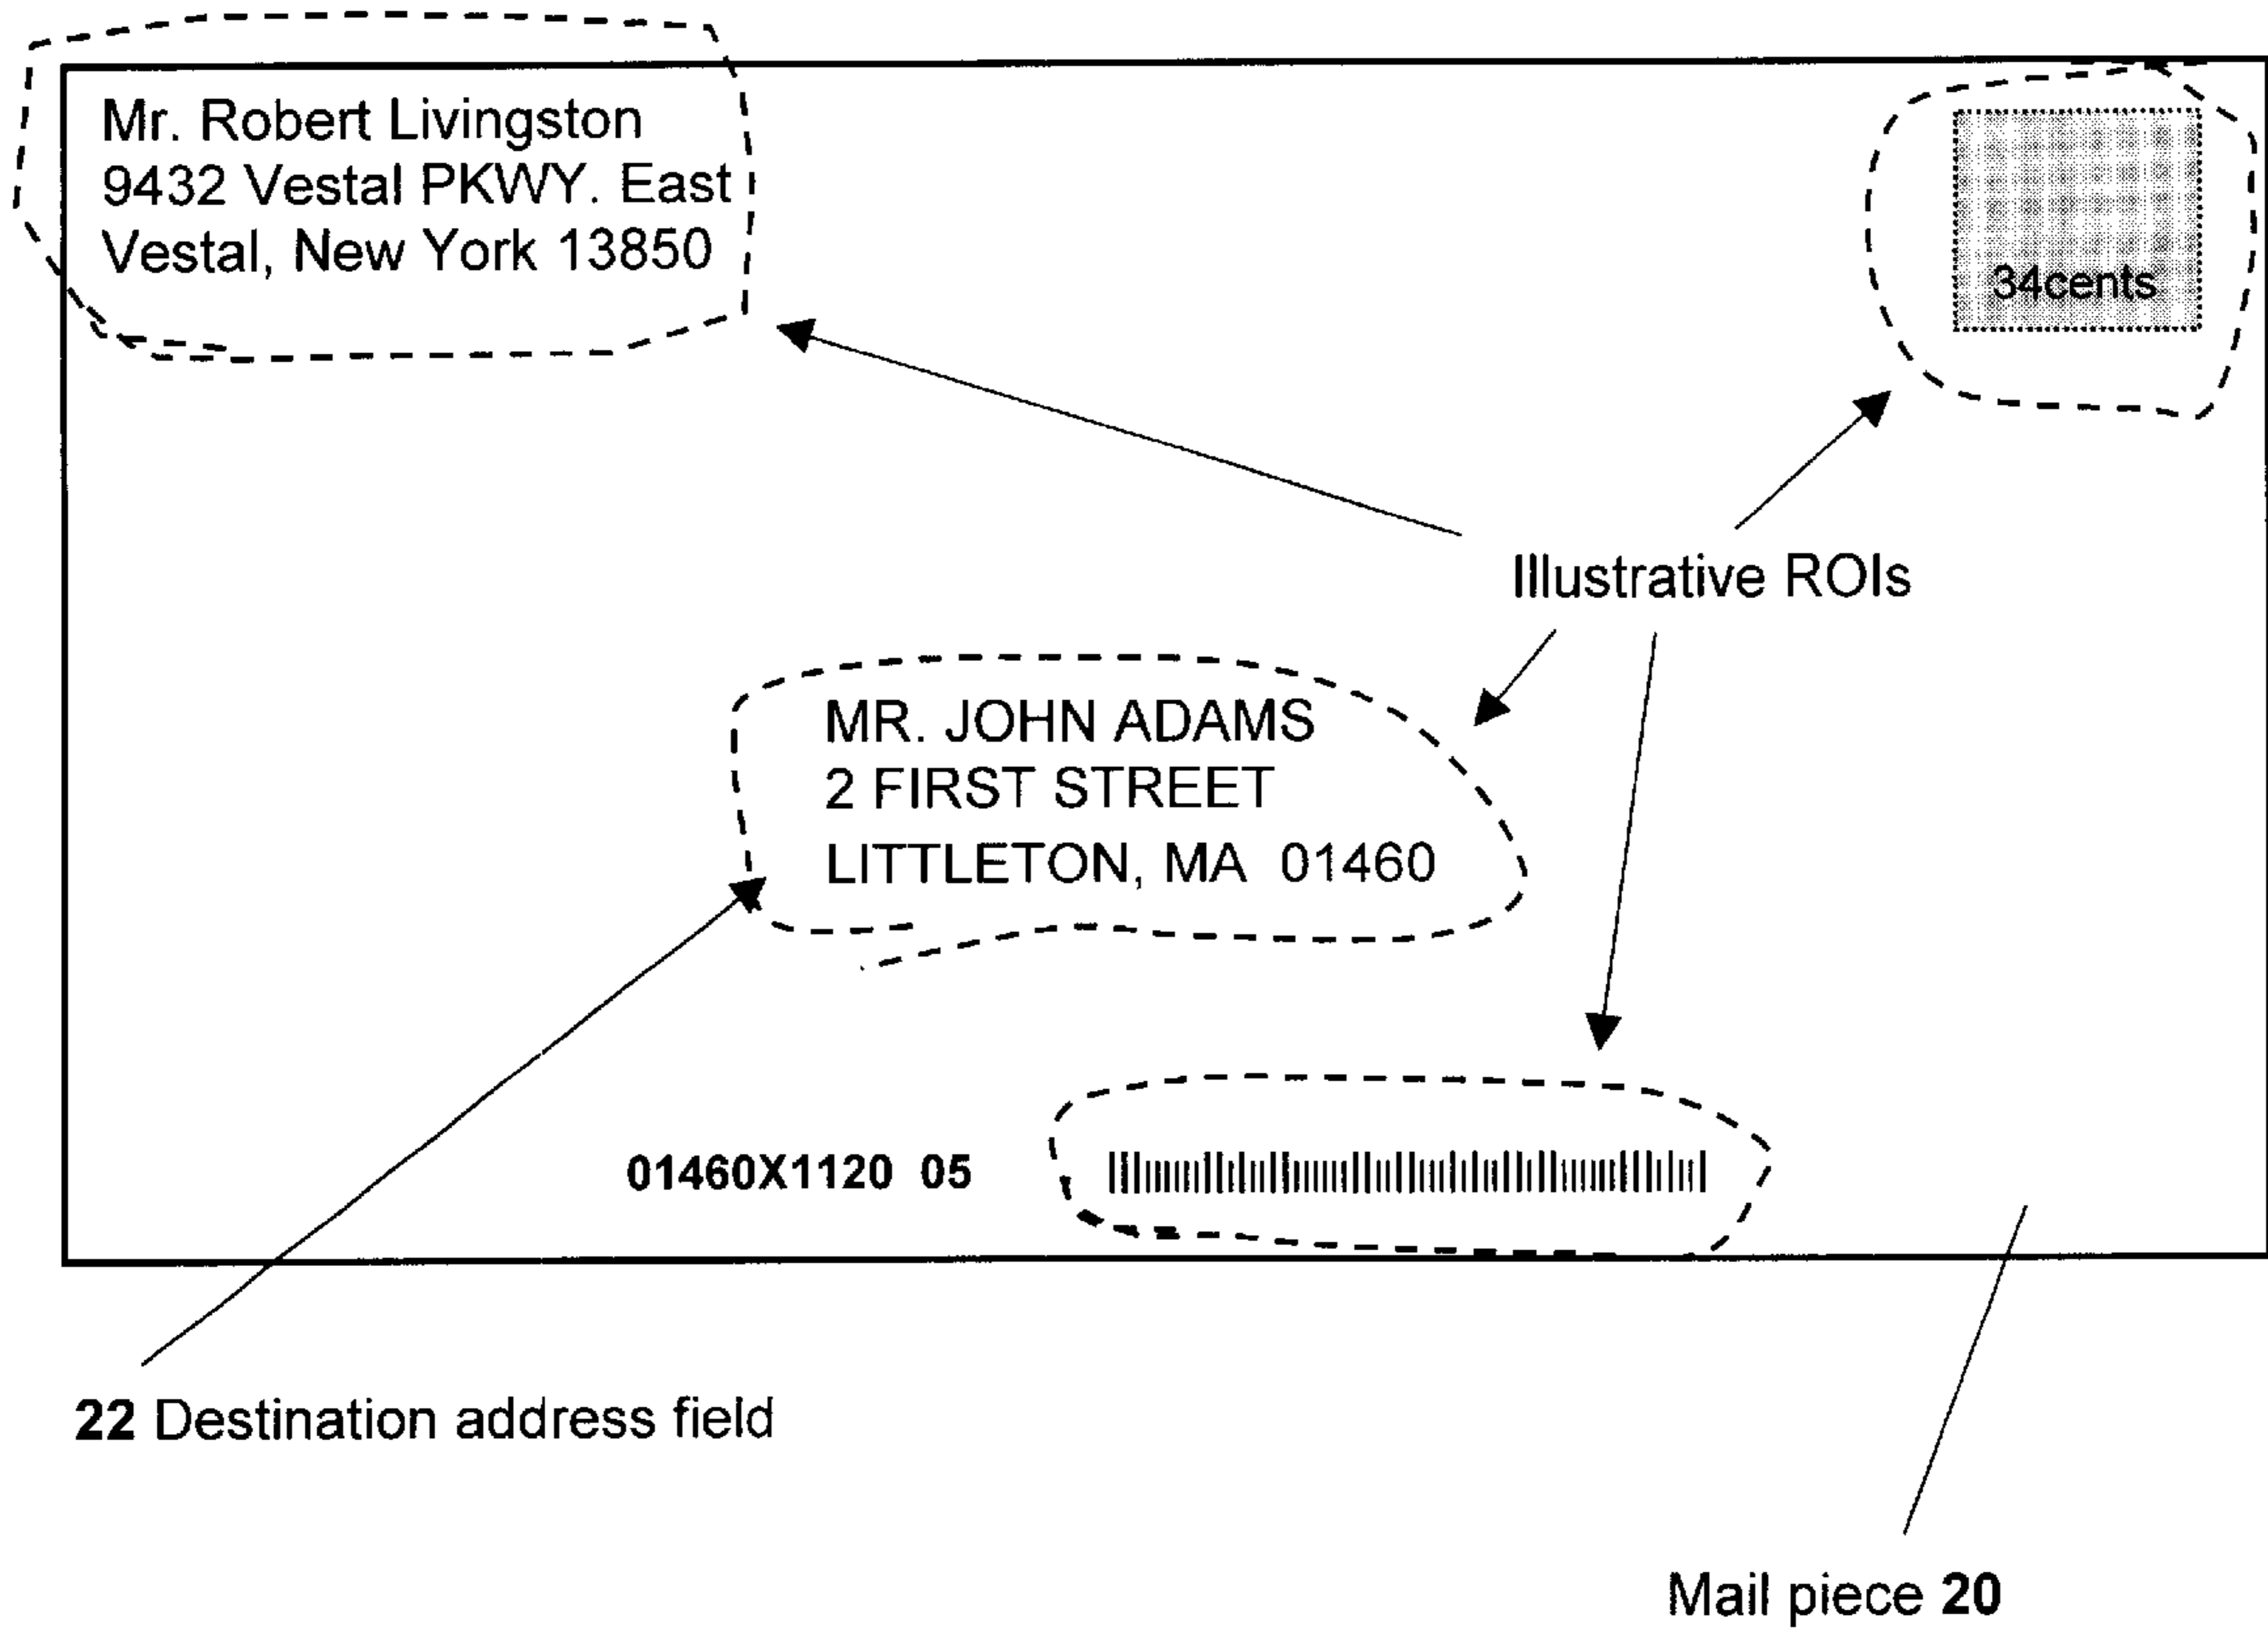 Mr. Robert Livingston
9432 Vestal PKWY. East
Vestal, New York 13850
34cents
Illustrative ROIs
MR. JOHN ADAMS
2 FIRST STREET
LITTLETON, MA 01460
01460X1120 05
22 Destination address field
Mail piece 20